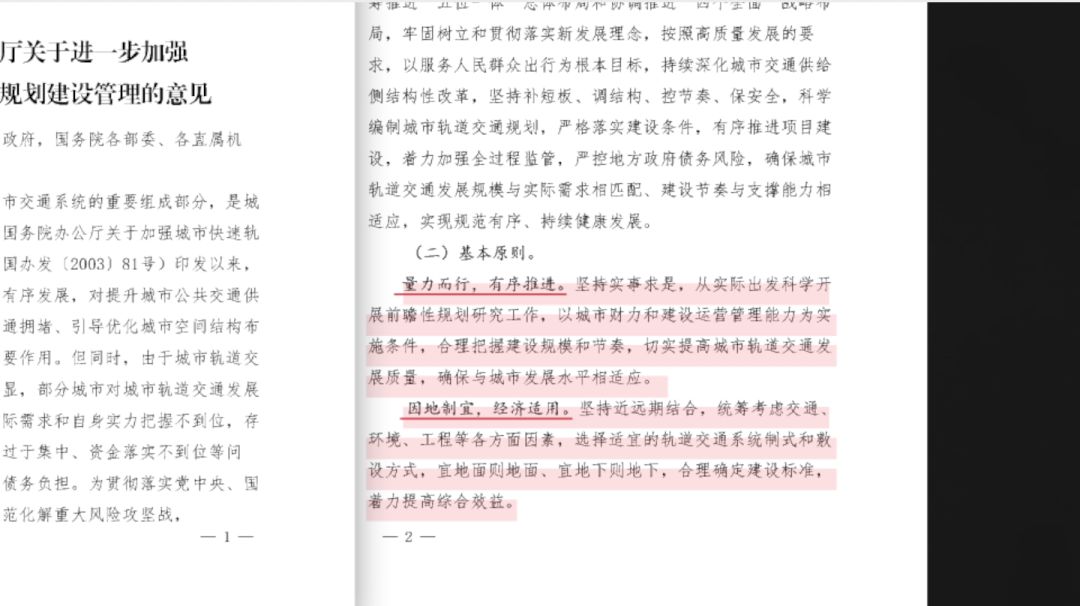 厅关于进一步加强
规划建设管理的意见
政府，国务院各部委、各直属机
市交通系统的重要组成部分，是城
国务院办公厅关于加强城市快速轨
国办发〔2003〕81号）印发以来，
有序发展，对提升城市公共交通供
通拥堵、引导优化城市空间结构布
要作用。但同时，由于城市轨道交
显，部分城市对城市轨道交通发展
际需求和自身实力把握不到位，存
过于集中、资金落实不到位等问
债务负担。为贯彻落实党中央、国
范化解重大风险攻坚战，
— 1 —
筹推进“五位一体”总体布局和协调推进“四个全面”战略布
局，牢固树立和贯彻落实新发展理念，按照高质量发展的要
求，以服务人民群众出行为根本目标，持续深化城市交通供给
侧结构性改革，坚持补短板、调结构、控节奏、保安全，科学
编制城市轨道交通规划，严格落实建设条件，有序推进项目建
设，着力加强全过程监管，严控地方政府债务风险，确保城市
轨道交通发展规模与实际需求相匹配、建设节奏与支撑能力相
适应，实现规范有序、持续健康发展。
（二）基本原则。
量力而行，有序推进。坚持实事求是，从实际出发科学开
展前瞻性规划研究工作，以城市财力和建设运营管理能力为实
施条件，合理把握建设规模和节奏，切实提高城市轨道交通发
展质量，确保与城市发展水平相适应。
因地制宜，经济适用。坚持近远期结合，统筹考虑交通、
环境、工程等各方面因素，选择适宜的轨道交通系统制式和敷
设方式，宜地面则地面、宜地下则地下，合理确定建设标准，
着力提高综合效益。
— 2 —